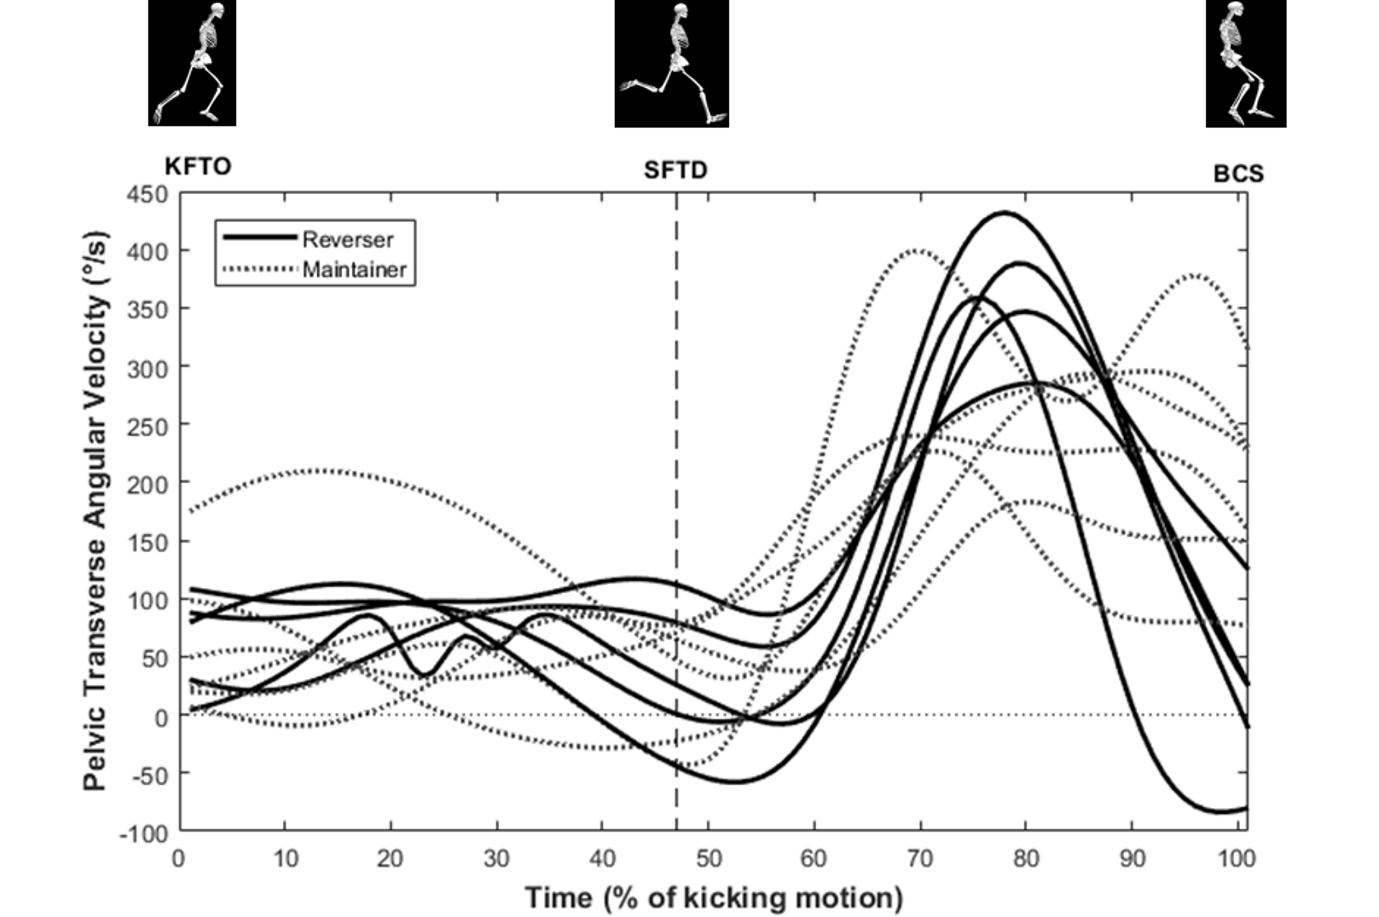 KFTO
SFTD
BCS
Pelvic Transverse Angular Velocity (°/s)
450
400
350
300
250
200
150
100
50
0
-50
-100
Reverser
Maintainer
0 10 20 30 40 50 60 70 80 90 100
Time (% of kicking motion)